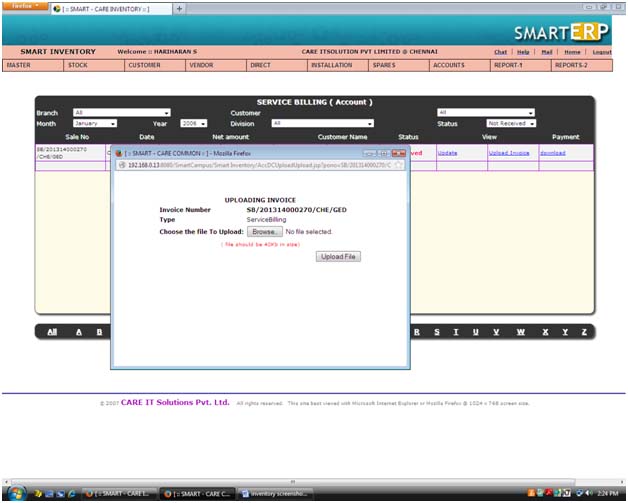 Firefox
[ :: SMART - CARE INVENTORY :: ]
SMARTERP
SMART INVENTORY Welcome :: HARIHARAN S CARE ITSOLUTION PVT LIMITED @ CHENNAI Chat | Help | Mail | Home | Logout
MASTER STOCK CUSTOMER VENDOR DIRECT INSTALLATION SPARES ACCOUNTS REPORT-1 REPORTS-2
SERVICE BILLING ( Account )
Branch All Customer All
Month January Year 2006 Division All Status Not Received
Sale No Date Net amount Customer Name Status View Payment
SB/201314000270 /CHE/GED ved Update Upload Invoice download
[ :: SMART - CARE COMMON :: ] - Mozilla Firefox
192.168.0.13:8080/SmartCampus/Smart Inventory/AccDCUploadUpload.jsp?pono=SB/201314000270/C
UPLOADING INVOICE
Invoice Number SB/201314000270/CHE/GED
Type ServiceBilling
Choose the file To Upload: Browse.. No file selected.
( file should be 40Kb in size)
Upload File
All A B R S T U V W X Y Z
© 2007 CARE IT Solutions Pvt. Ltd. All rights reserved. This site best viewed with Microsoft Internet Explorer or Mozilla Firefox @ 1024 x 768 screen size.
[ :: SMART - CARE I... [ :: SMART - CARE C... inventory screensho... 2:24 PM